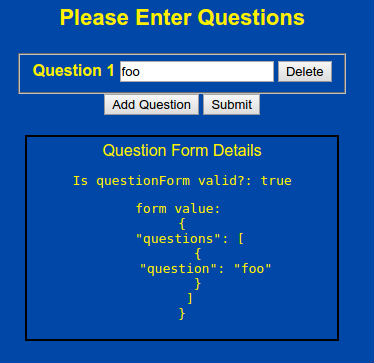 Please Enter Questions
Question 1 foo Delete
Add Question Submit
Question Form Details
Is questionForm valid?: true
form value:
{
"questions": [
{
"question": "foo"
}
]
}